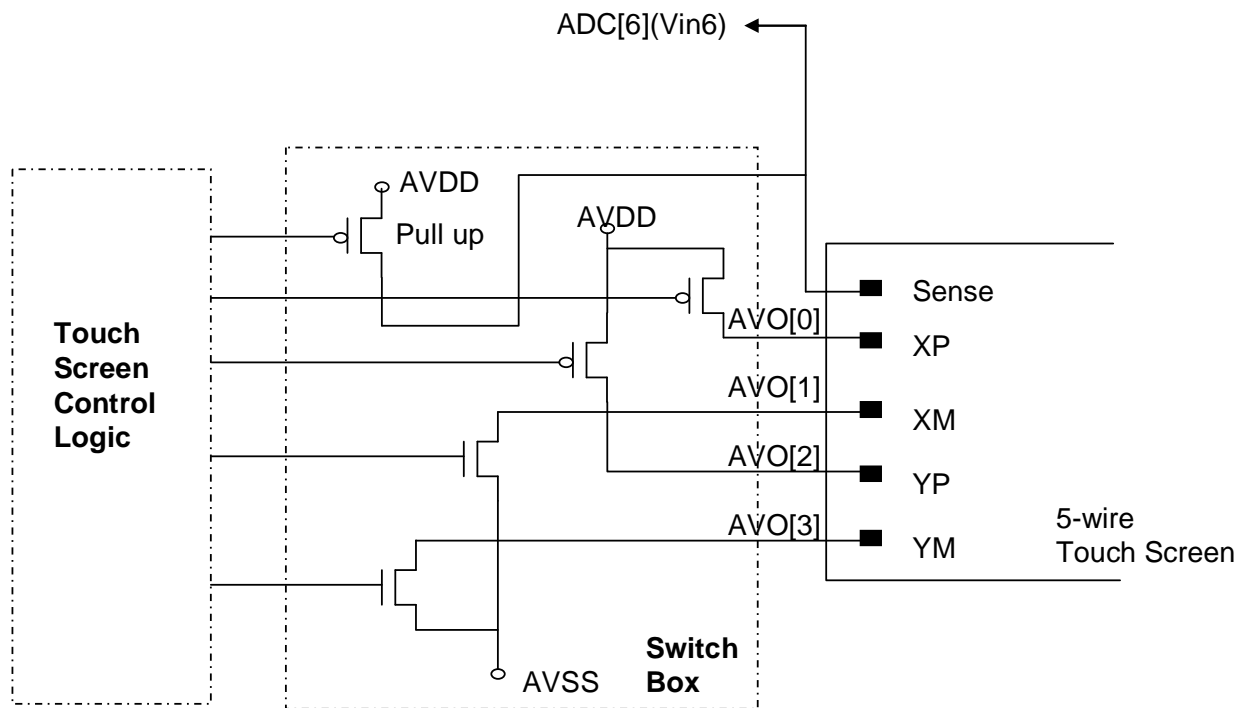 ADC[6](Vin6)
AVDD
Pull up
AVDD
Sense
AVO[0]
XP
Touch
Screen
Control
Logic
AVO[1]
XM
AVO[2]
YP
AVO[3]
YM
5-wire
Touch Screen
Switch
Box
AVSS